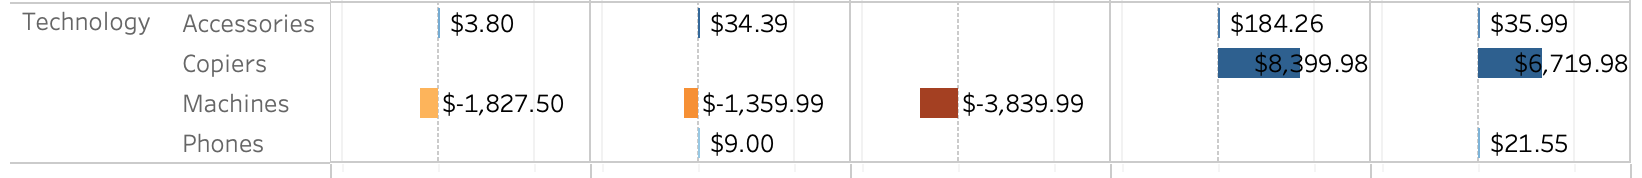 Technology Accessories $3.80 $34.39 $184.26 $35.99
Copiers $8,399.98 $6,719.98
Machines $-1,827.50 $-1,359.99 $-3,839.99
Phones $9.00 $21.55